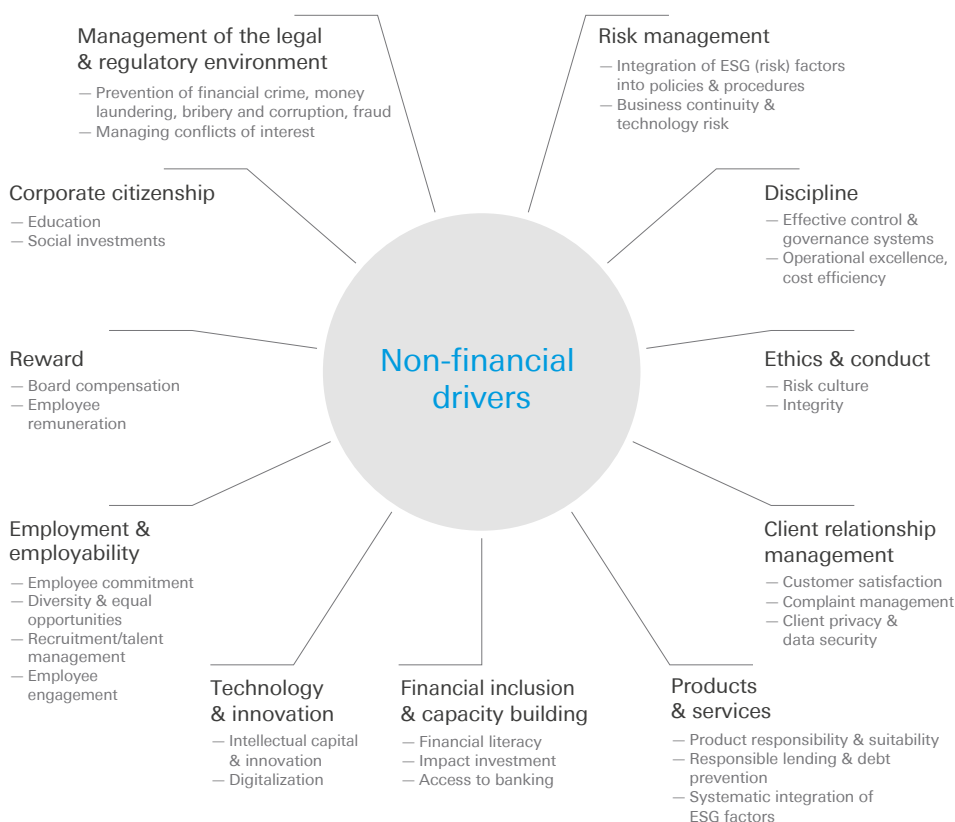 Management of the legal
& regulatory environment
— Prevention of financial crime, money
laundering, bribery and corruption, fraud
— Managing conflicts of interest
Risk management
— Integration of ESG (risk) factors
into policies & procedures
— Business continuity &
technology risk
Corporate citizenship
— Education
— Social investments
Discipline
— Effective control &
governance systems
— Operational excellence,
cost efficiency
Non-financial
drivers
Reward
— Board compensation
— Employee
remuneration
Ethics & conduct
— Risk culture
— Integrity
Employment &
employability
— Employee commitment
— Diversity & equal
opportunities
— Recruitment/talent
management
— Employee
engagement
Client relationship
management
— Customer satisfaction
— Complaint management
— Client privacy &
data security
Technology
& innovation
— Intellectual capital
& innovation
— Digitalization
Financial inclusion
& capacity building
— Financial literacy
— Impact investment
— Access to banking
Products
& services
— Product responsibility & suitability
— Responsible lending & debt
prevention
— Systematic integration of
ESG factors